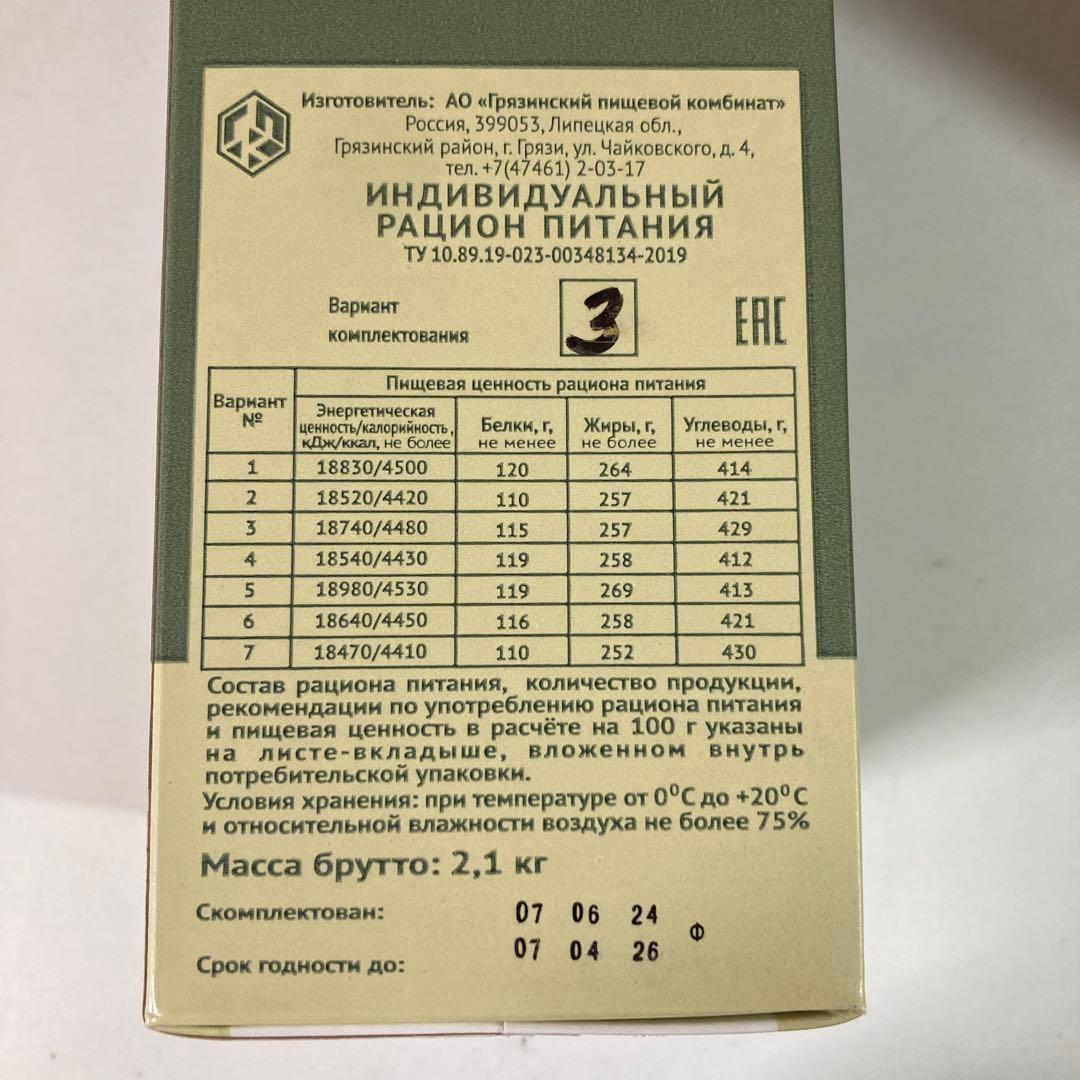 Изготовитель: АО «Грязинский пищевой комбинат»
Россия, 399053, Липецкая обл.,
Грязинский район, г. Грязи, ул. Чайковского, д. 4,
тел. +7(47461) 2-03-17
ИНДИВИДУАЛЬНЫЙ
РАЦИОН ПИТАНИЯ
ТУ 10.89.19-023-00348134-2019
Вариант
комплектования
3
ЕАС
Вариант №
Пищевая ценность рациона питания
Энергетическая ценность/калорийность, кДж/ккал, не более
Белки, г, не менее
Жиры, г, не более
Углеводы, г, не менее
1 18830/4500 120 264 414
2 18520/4420 110 257 421
3 18740/4480 115 257 429
4 18540/4430 119 258 412
5 18980/4530 119 269 413
6 18640/4450 116 258 421
7 18470/4410 110 252 430
Состав рациона питания, количество продукции,
рекомендации по употреблению рациона питания
и пищевая ценность в расчёте на 100 г указаны
на листе-вкладыше, вложенном внутрь
потребительской упаковки.
Условия хранения: при температуре от 0⁰С до +20⁰С
и относительной влажности воздуха не более 75%
Масса брутто: 2,1 кг
Скомплектован: 07 06 24
Ф
Срок годности до: 07 04 26